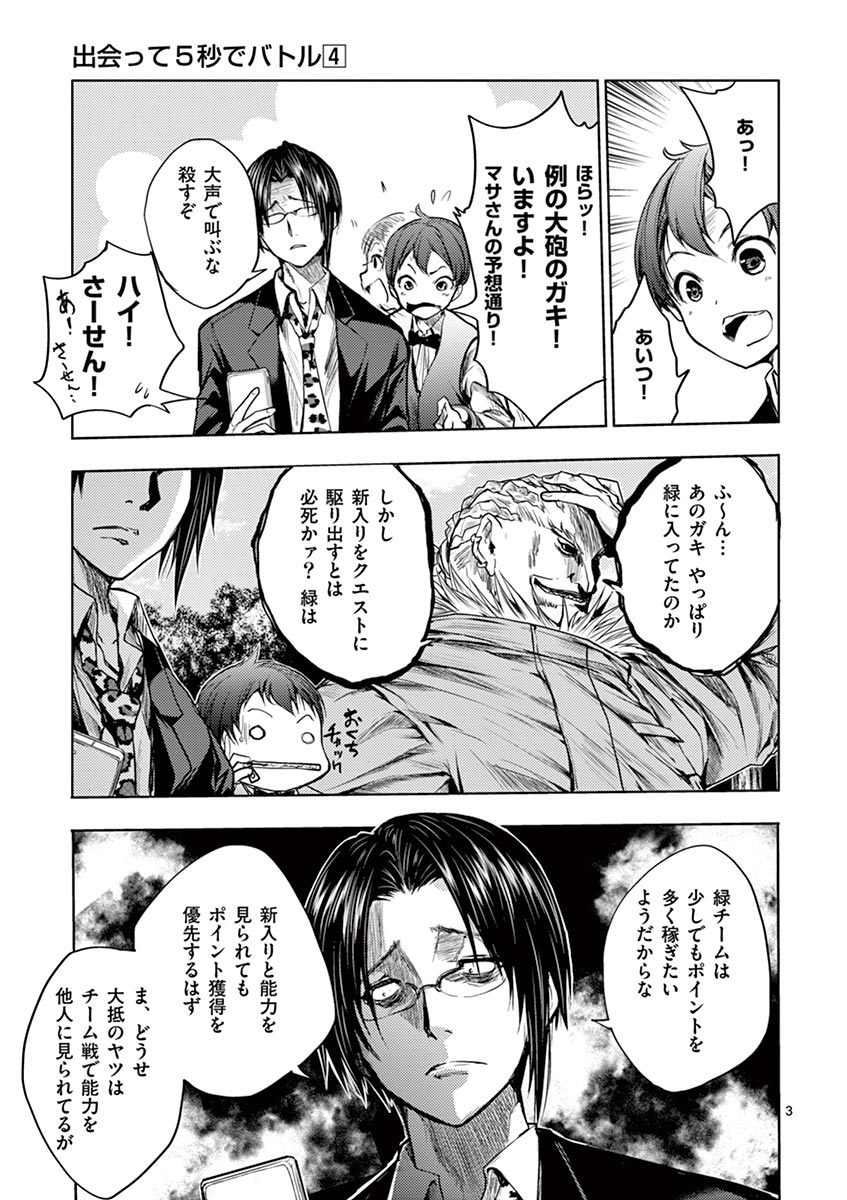 出会って５秒でバトル4
あっ！
あいつ！
ほらッ！
例の大砲のガキ！
いますよ！
マサさんの予想通り！
大声で叫ぶな
殺すぞ
ハイ！
さーせん！
あ！さーせん…
ふ〜ん…
あのガキ やっぱり
緑に入ってたのか
しかし
新入りをクエストに
駆り出すとは
必死かァ？緑は
おくち
チャック
緑チームは
少しでもポイントを
多く稼ぎたい
ようだからな
新入りと能力を
見られても
ポイント獲得を
優先するはず
ま、どうせ
大抵のヤツは
チーム戦で能力を
他人に見られてるが
3